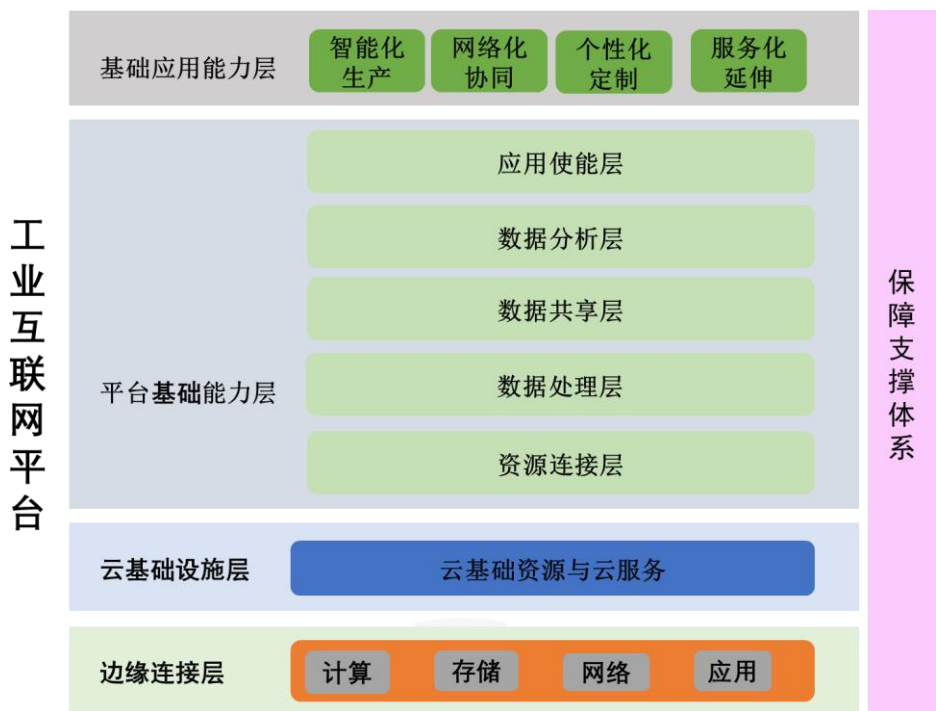 工业互联网平台
基础应用能力层
智能化
生产
网络化
协同
个性化
定制
服务化
延伸
平台基础能力层
应用使能层
数据分析层
数据共享层
数据处理层
资源连接层
云基础设施层
云基础资源与云服务
边缘连接层
计算
存储
网络
应用
保障支撑体系